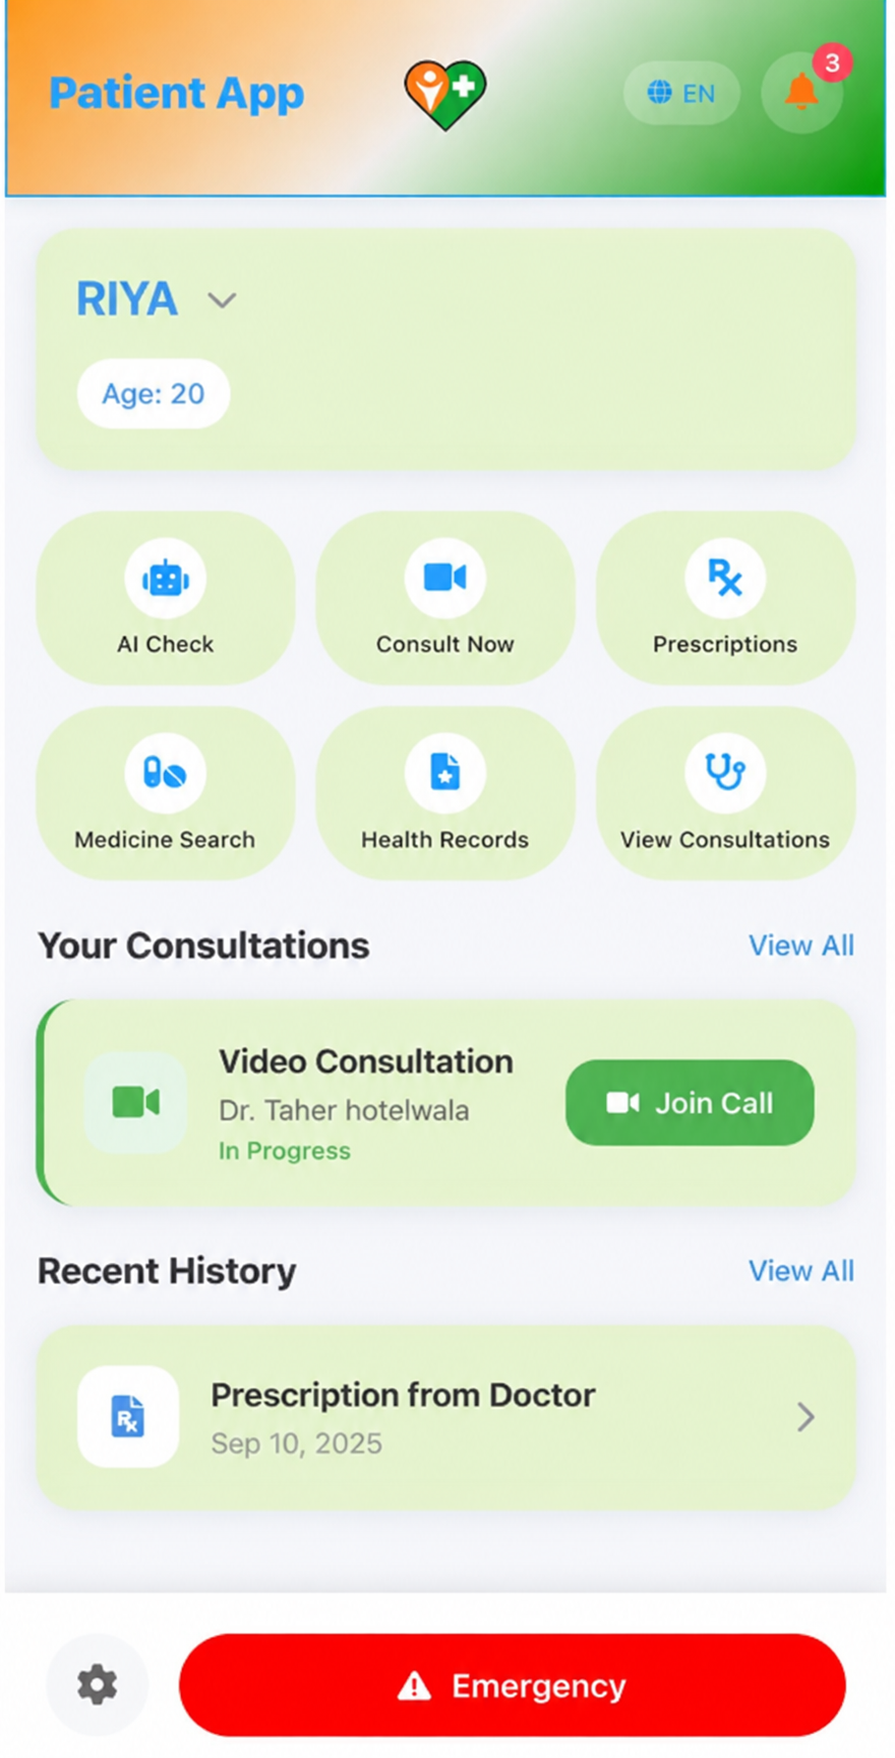 Patient App
EN
3
RIYA
Age: 20
AI Check
Consult Now
Prescriptions
Medicine Search
Health Records
View Consultations
Your Consultations
View All
Video Consultation
Dr. Taher hotelwala
In Progress
Join Call
Recent History
View All
Prescription from Doctor
Sep 10, 2025
Emergency